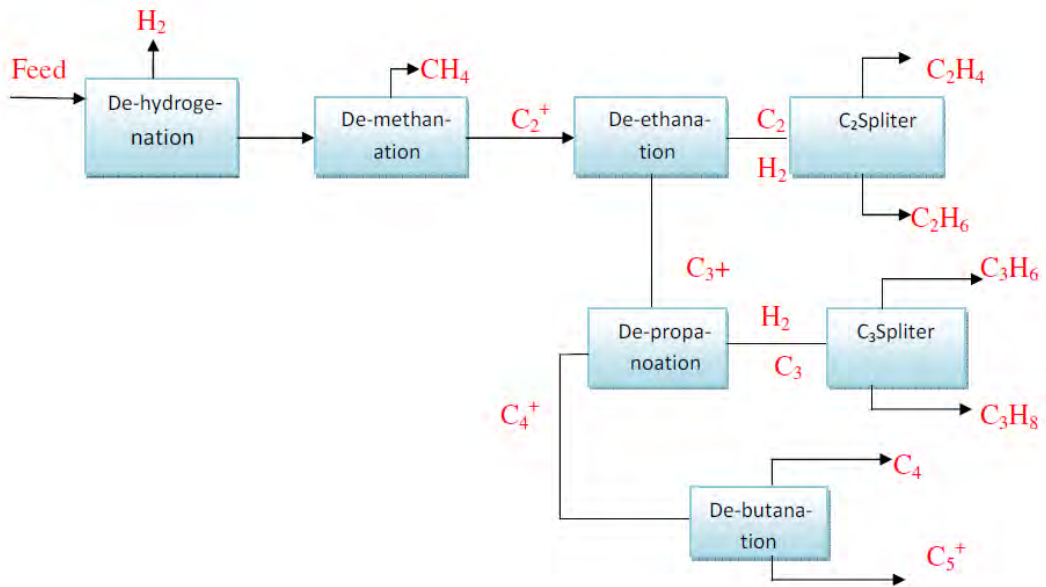 H₂
Feed
De-hydroge-
nation
CH₄
De-methan-
ation
C₂⁺
De-ethana-
tion
C₂
H₂
C₂Spliter
C₂H₄
C₂H₆
C₃+
De-propa-
noation
H₂
C₃
C₃Spliter
C₃H₆
C₃H₈
C₄⁺
De-butana-
tion
C₄
C₅⁺